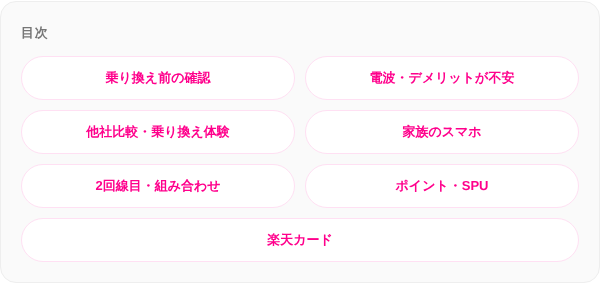 目次
乗り換え前の確認
電波・デメリットが不安
他社比較・乗り換え体験
家族のスマホ
2回線目・組み合わせ
ポイント・SPU
楽天カード